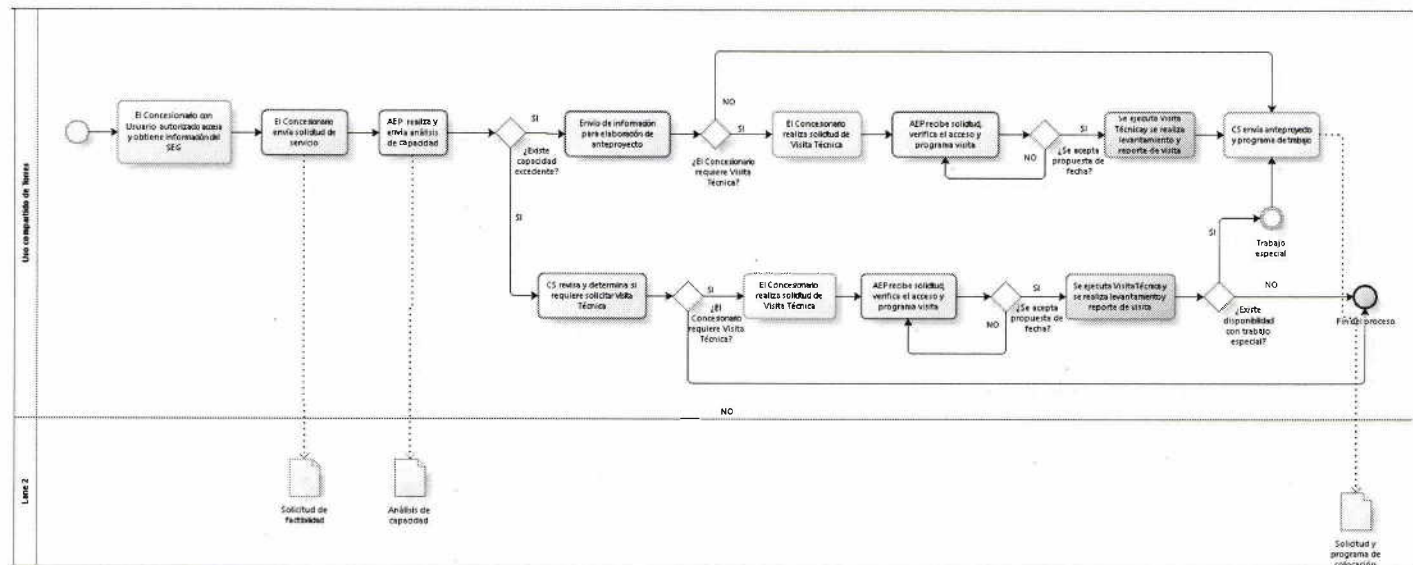 Uso compartido de Torres
El Concesionario con
Usuario autorizado accesa
y obtiene información del
SEG
El Concesionario
envía solicitud de
servicio
AEP realiza y
envía análisis
de capacidad
¿Existe
capacidad
excedente?
SI
Envío de información
para elaboración de
anteproyecto
NO
SI
¿El Concesionario
requiere Visita
Técnica?
El Concesionario
realiza solicitud de
Visita Técnica
AEP recibe solicitud,
verifica el acceso y
programa visita
SI
NO
¿Se acepta
propuesta de
fecha?
Se ejecuta Visita
Técnica y se realiza
levantamiento y
reporte de visita
CS envía anteproyecto
y programa de trabajo
SI
CS revisa y determina si
requiere solicitar Visita
Técnica
SI
¿El
Concesionario
requiere Visita
Técnica?
El Concesionario
realiza solicitud de
Visita Técnica
AEP recibe solicitud,
verifica el acceso y
programa visita
SI
NO
¿Se acepta
propuesta de
fecha?
Se ejecuta Visita Técnica y
se realiza levantamiento y
reporte de visita
SI
Trabajo
especial
NO
¿Existe
disponibilidad
con trabajo
especial?
Fin del proceso
NO
Lane 2
Solicitud de
factibilidad
Análisis de
capacidad
Solicitud y
programa de
colocación